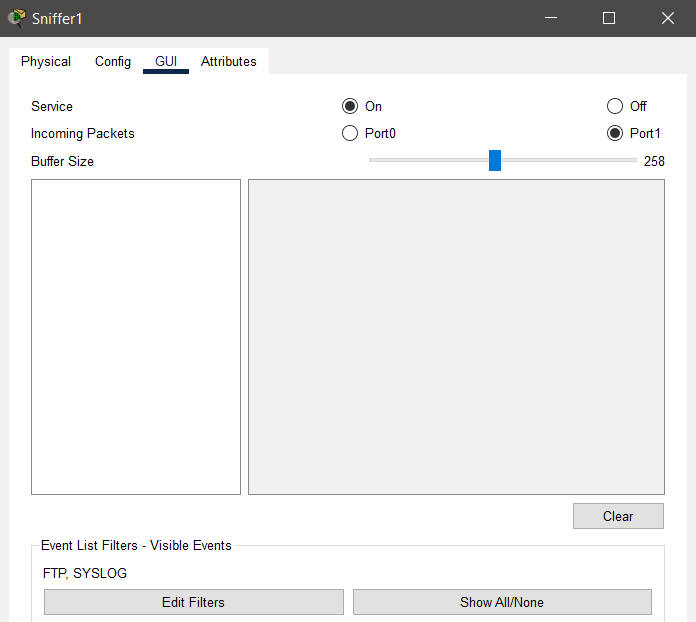 Sniffer1
Physical Config GUI Attributes
Service On Off
Incoming Packets Port0 Port1
Buffer Size 258
Clear
Event List Filters - Visible Events
FTP, SYSLOG
Edit Filters Show All/None